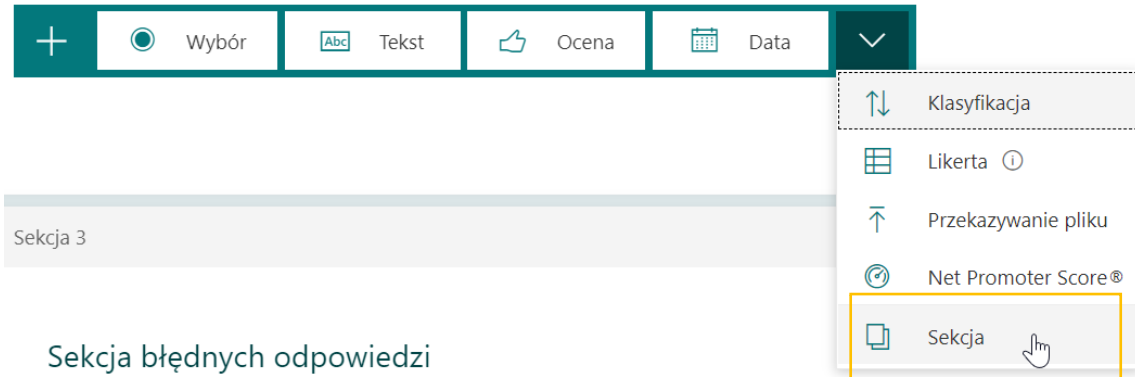 Wybór
Abc
Tekst
Ocena
Data
Klasyfikacja
Likerta
Przekazywanie pliku
Net Promoter Score®
Sekcja
Sekcja 3
Sekcja błędnych odpowiedzi